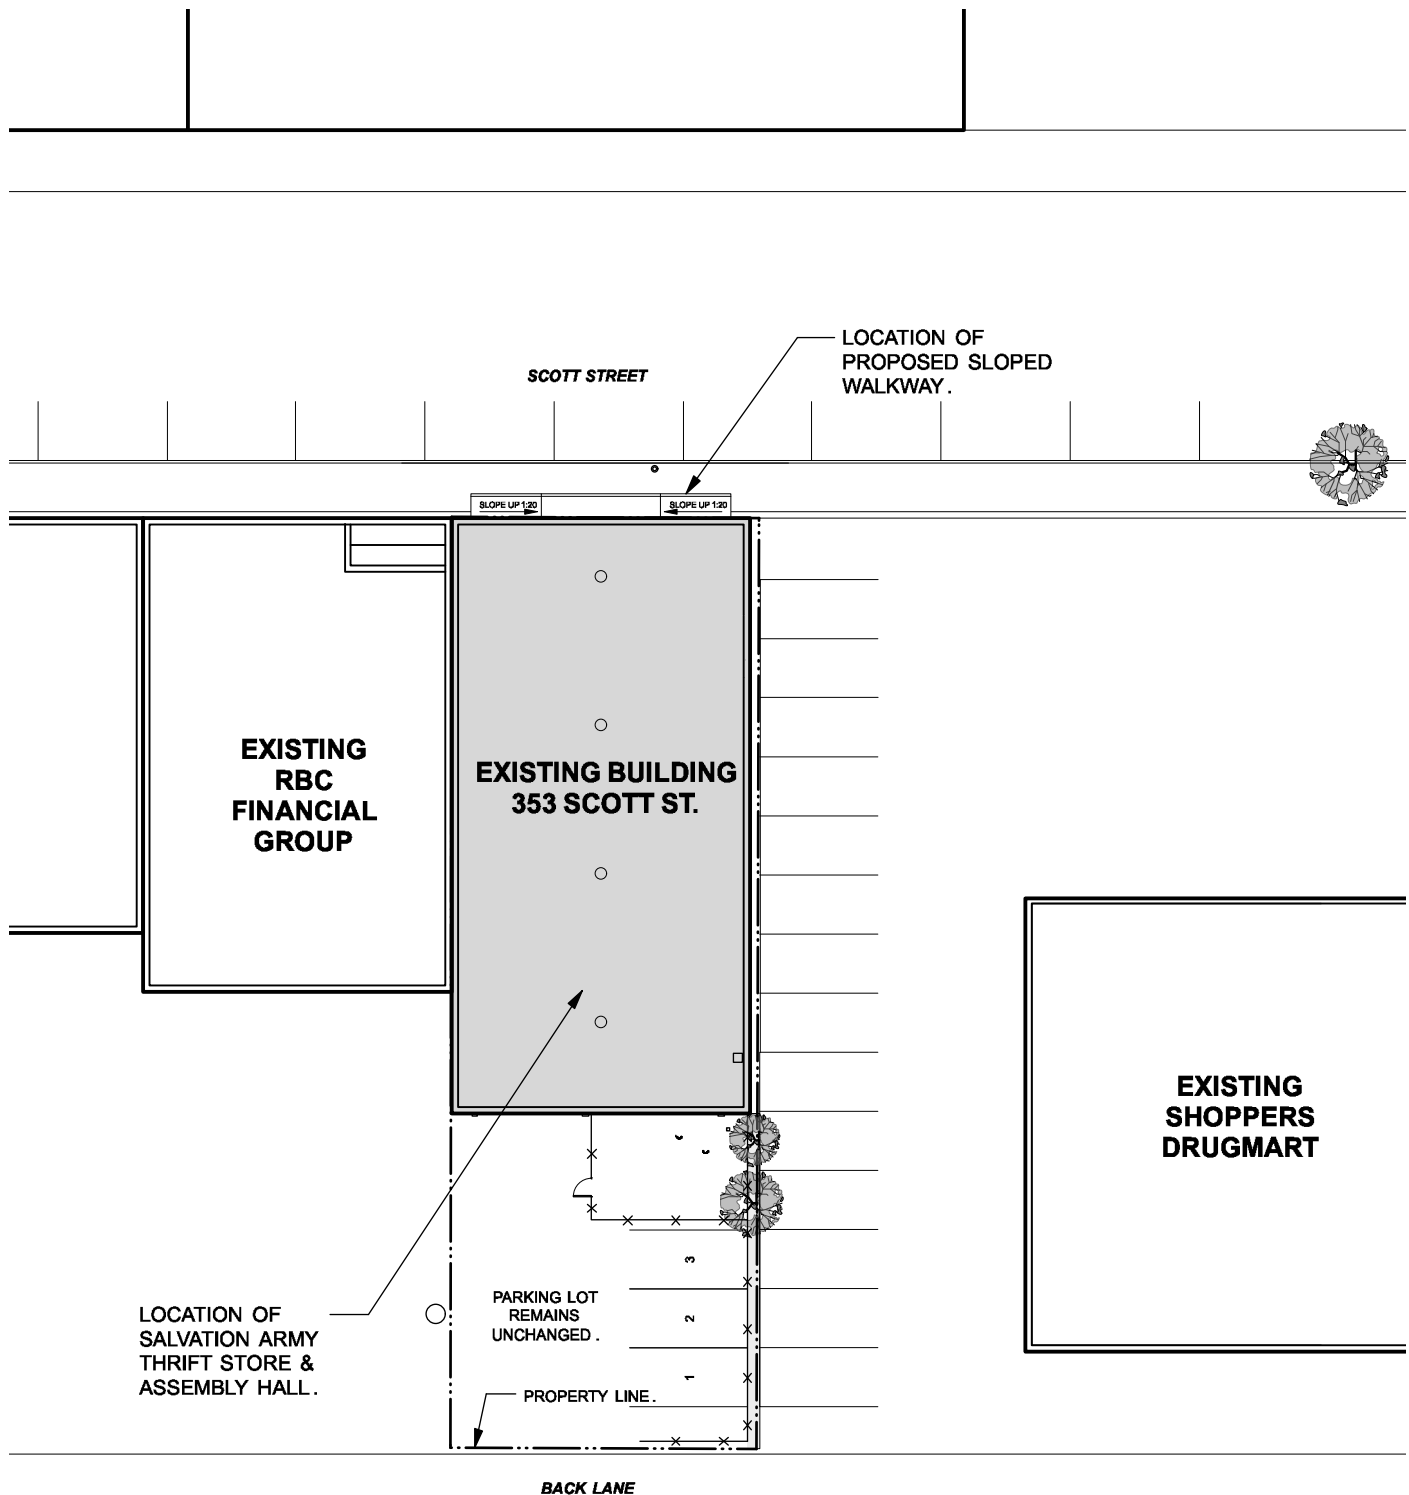 LOCATION OF
PROPOSED SLOPED
WALKWAY.
SCOTT STREET
SLOPE UP 1:20
SLOPE UP 1:20
EXISTING
RBC
FINANCIAL
GROUP
EXISTING BUILDING
353 SCOTT ST.
EXISTING
SHOPPERS
DRUGMART
3
2
1
PARKING LOT
REMAINS
UNCHANGED.
LOCATION OF
SALVATION ARMY
THRIFT STORE &
ASSEMBLY HALL.
PROPERTY LINE.
BACK LANE